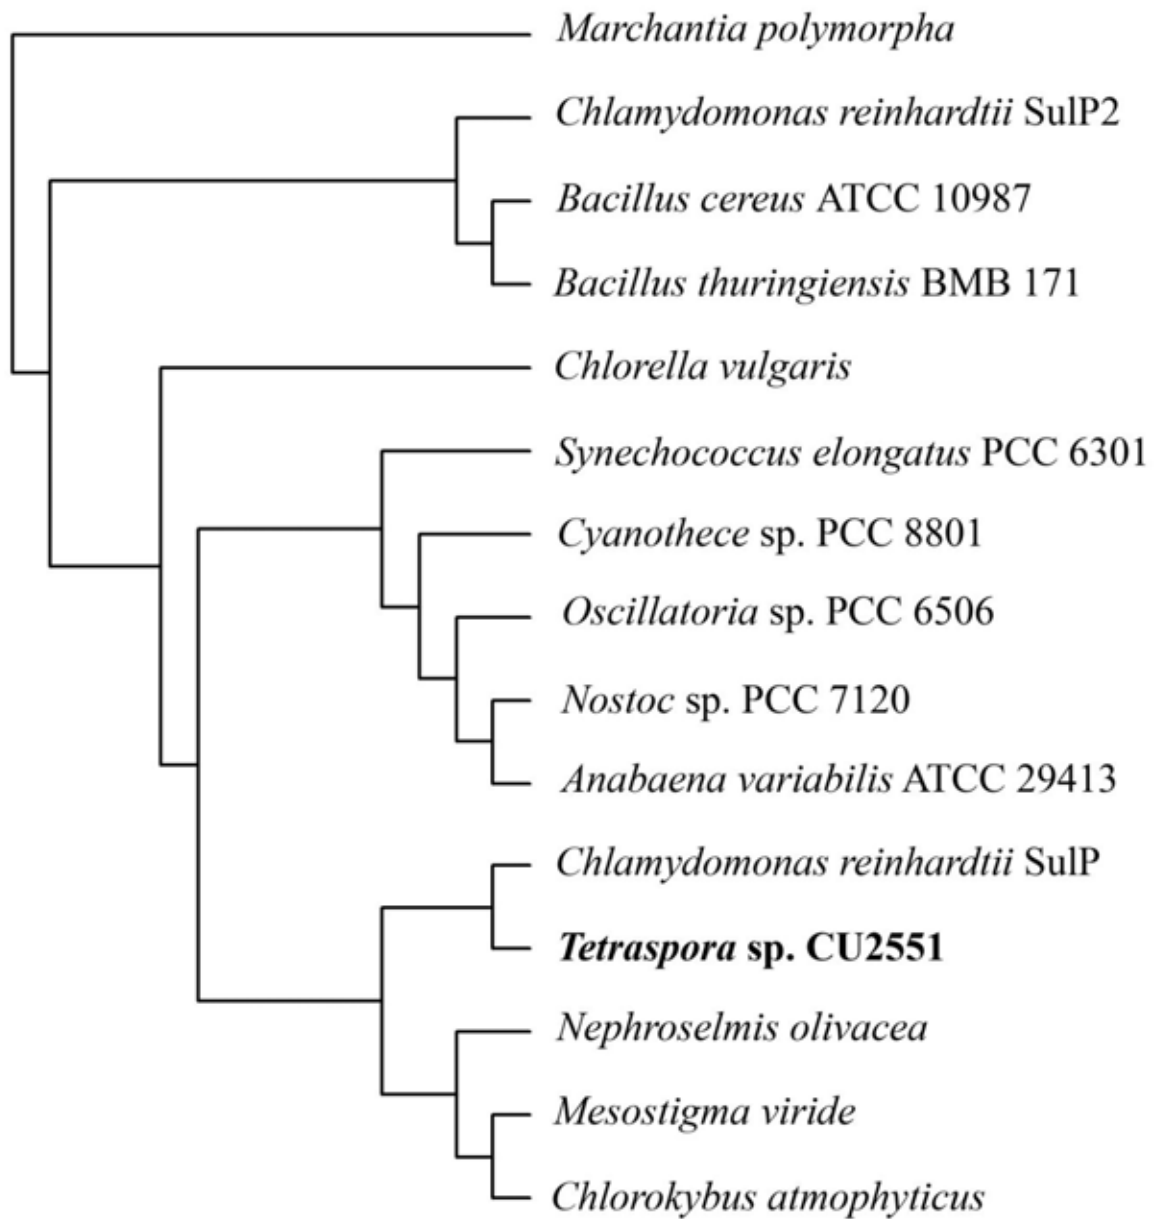 Marchantia polymorpha
Chlamydomonas reinhardtii SulP2
Bacillus cereus ATCC 10987
Bacillus thuringiensis BMB 171
Chlorella vulgaris
Synechococcus elongatus PCC 6301
Cyanothece sp. PCC 8801
Oscillatoria sp. PCC 6506
Nostoc sp. PCC 7120
Anabaena variabilis ATCC 29413
Chlamydomonas reinhardtii SulP
Tetraspora sp. CU2551
Nephroselmis olivacea
Mesostigma viride
Chlorokybus atmophyticus